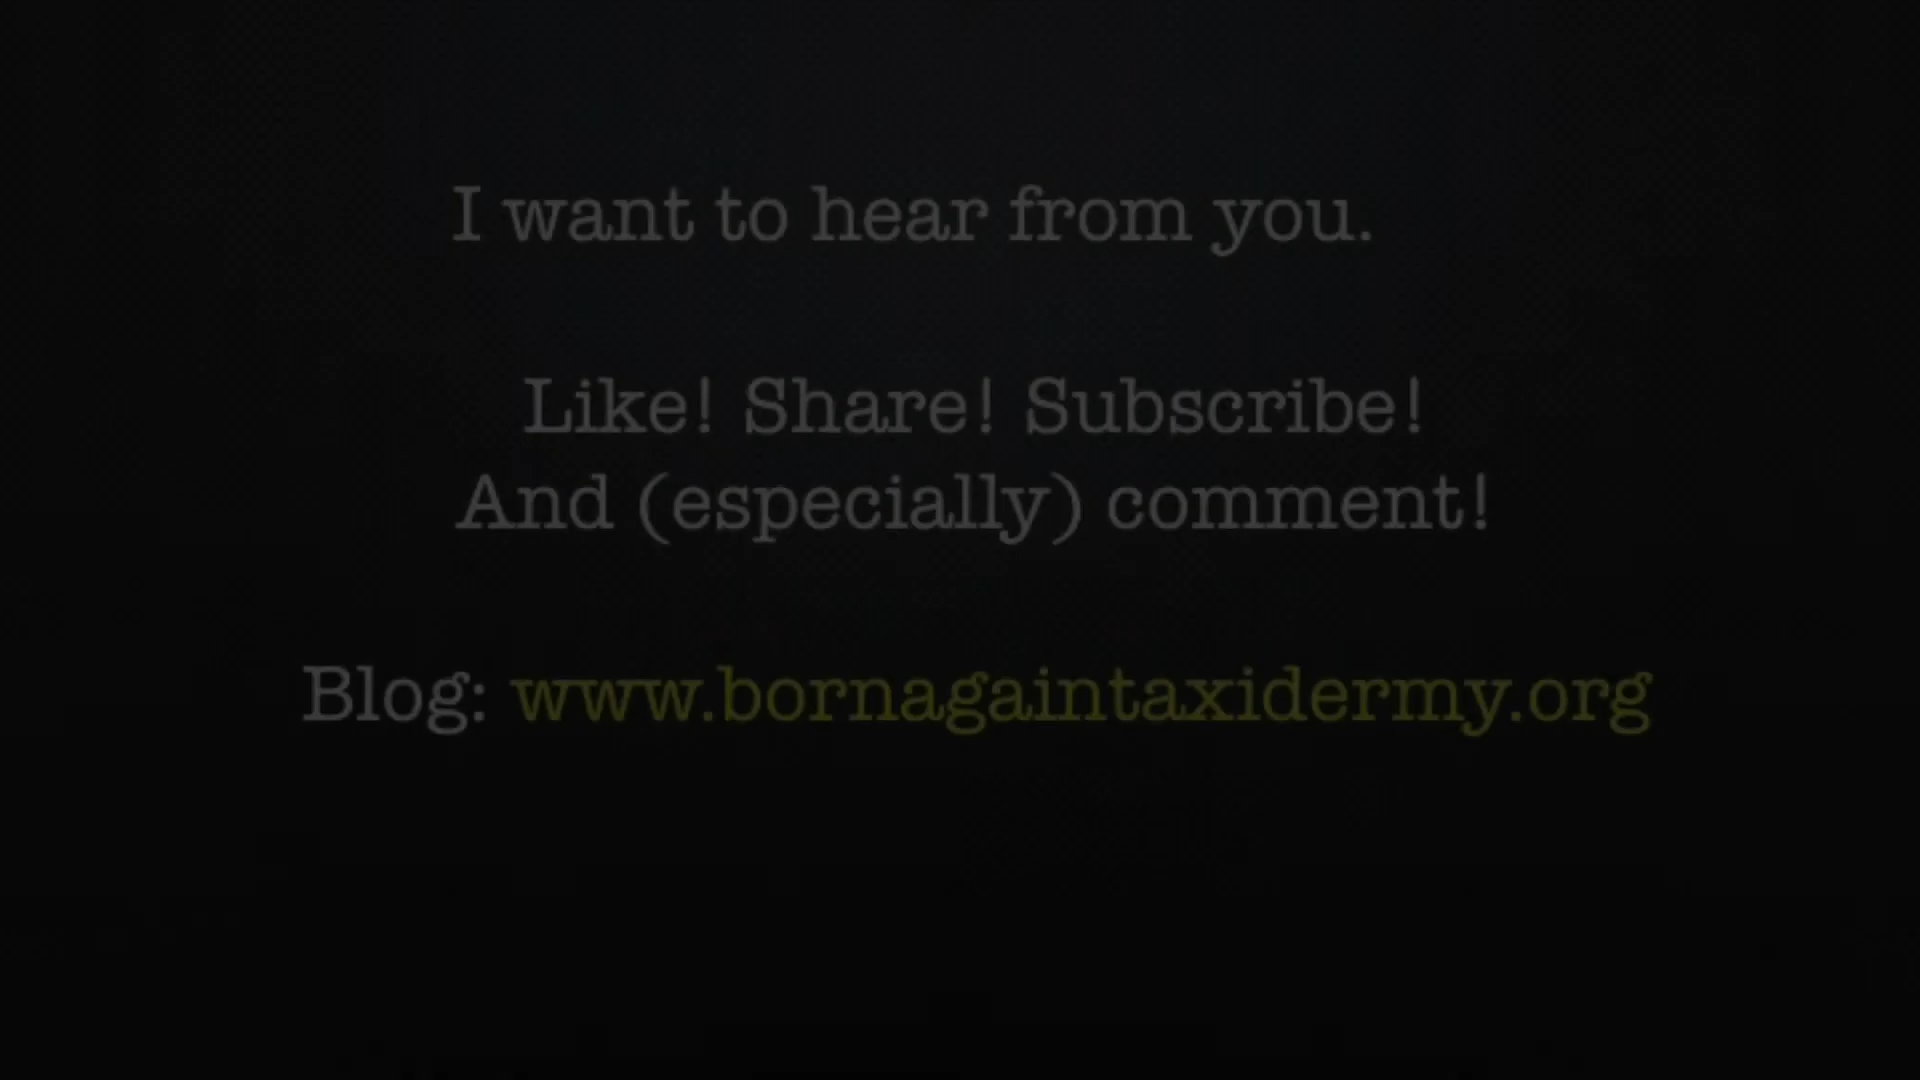 I want to hear from you.
Like! Share! Subscribe!
And (especially) comment!
Blog: www.bornagaintaxidermy.org